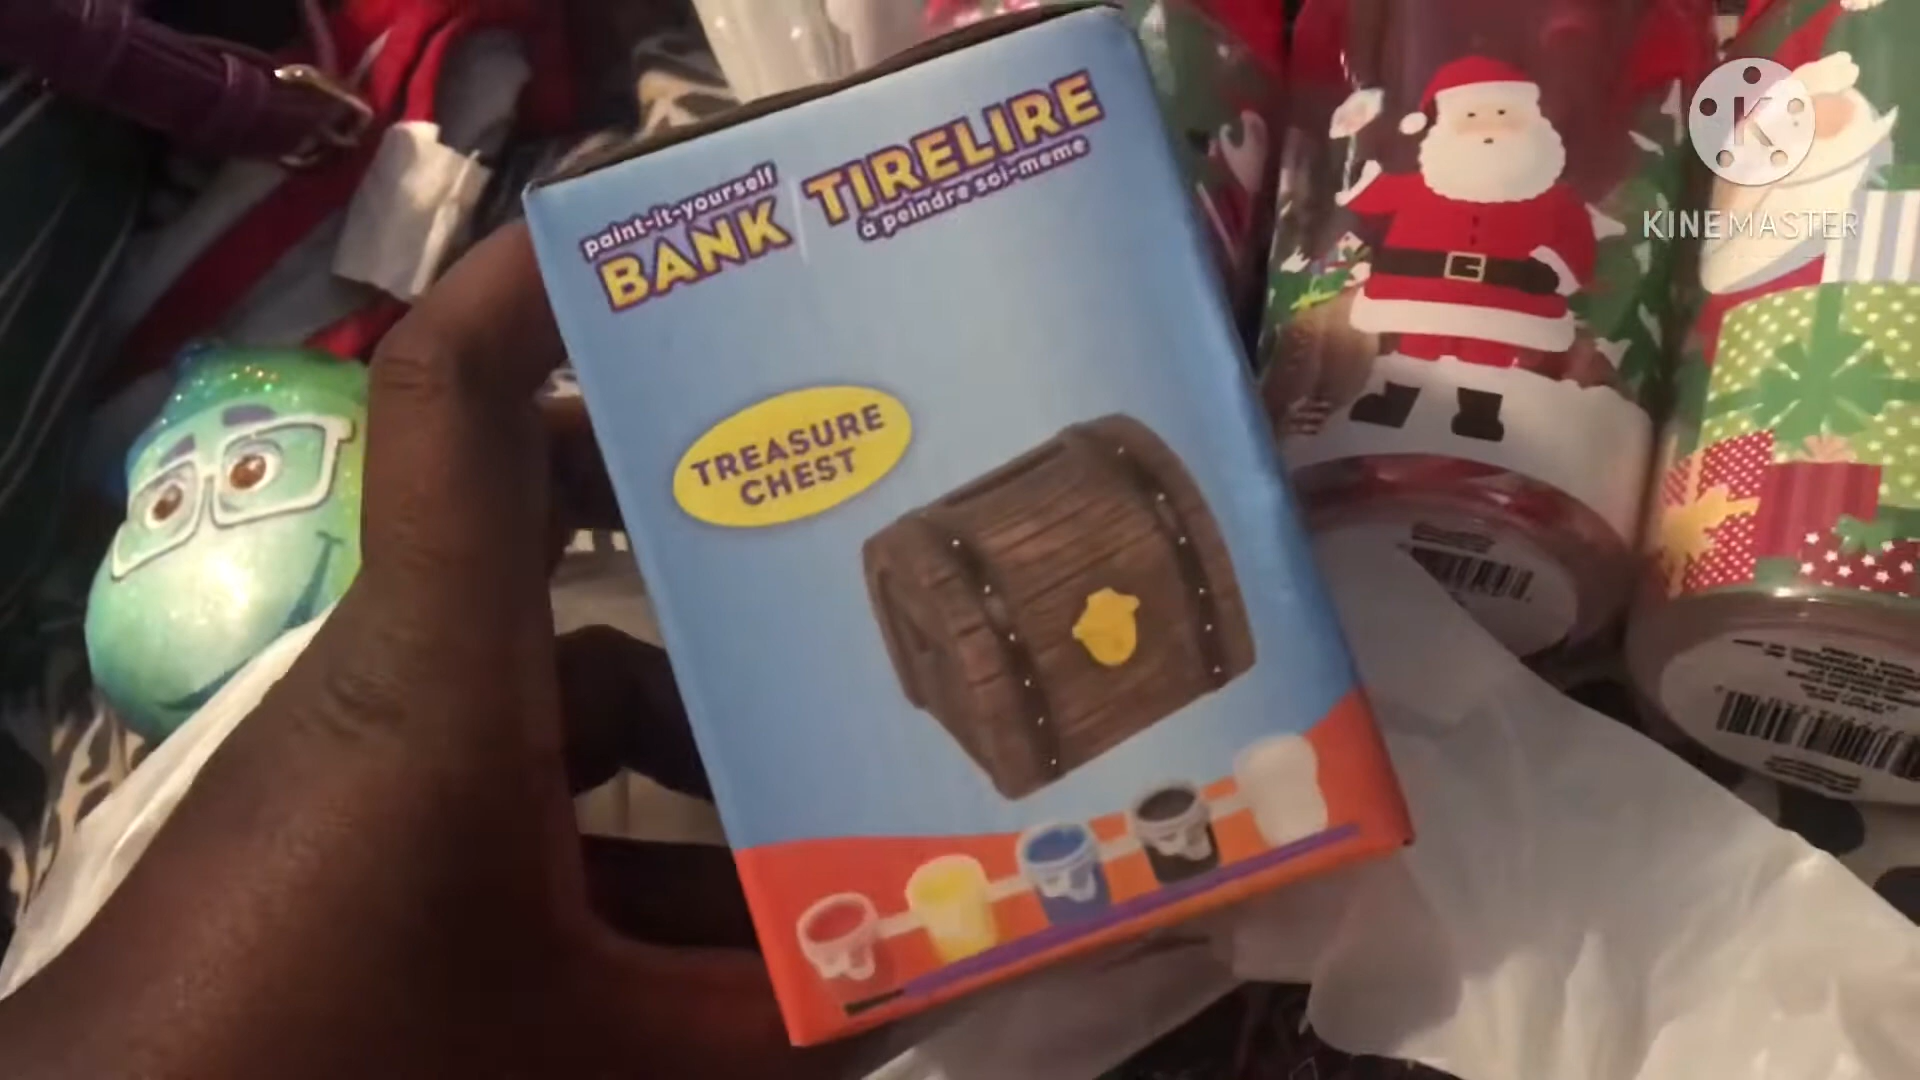 paint-it-yourself
BANK
TIRELIRE
à peindre soi-meme
TREASURE
CHEST
K
KINEMASTER